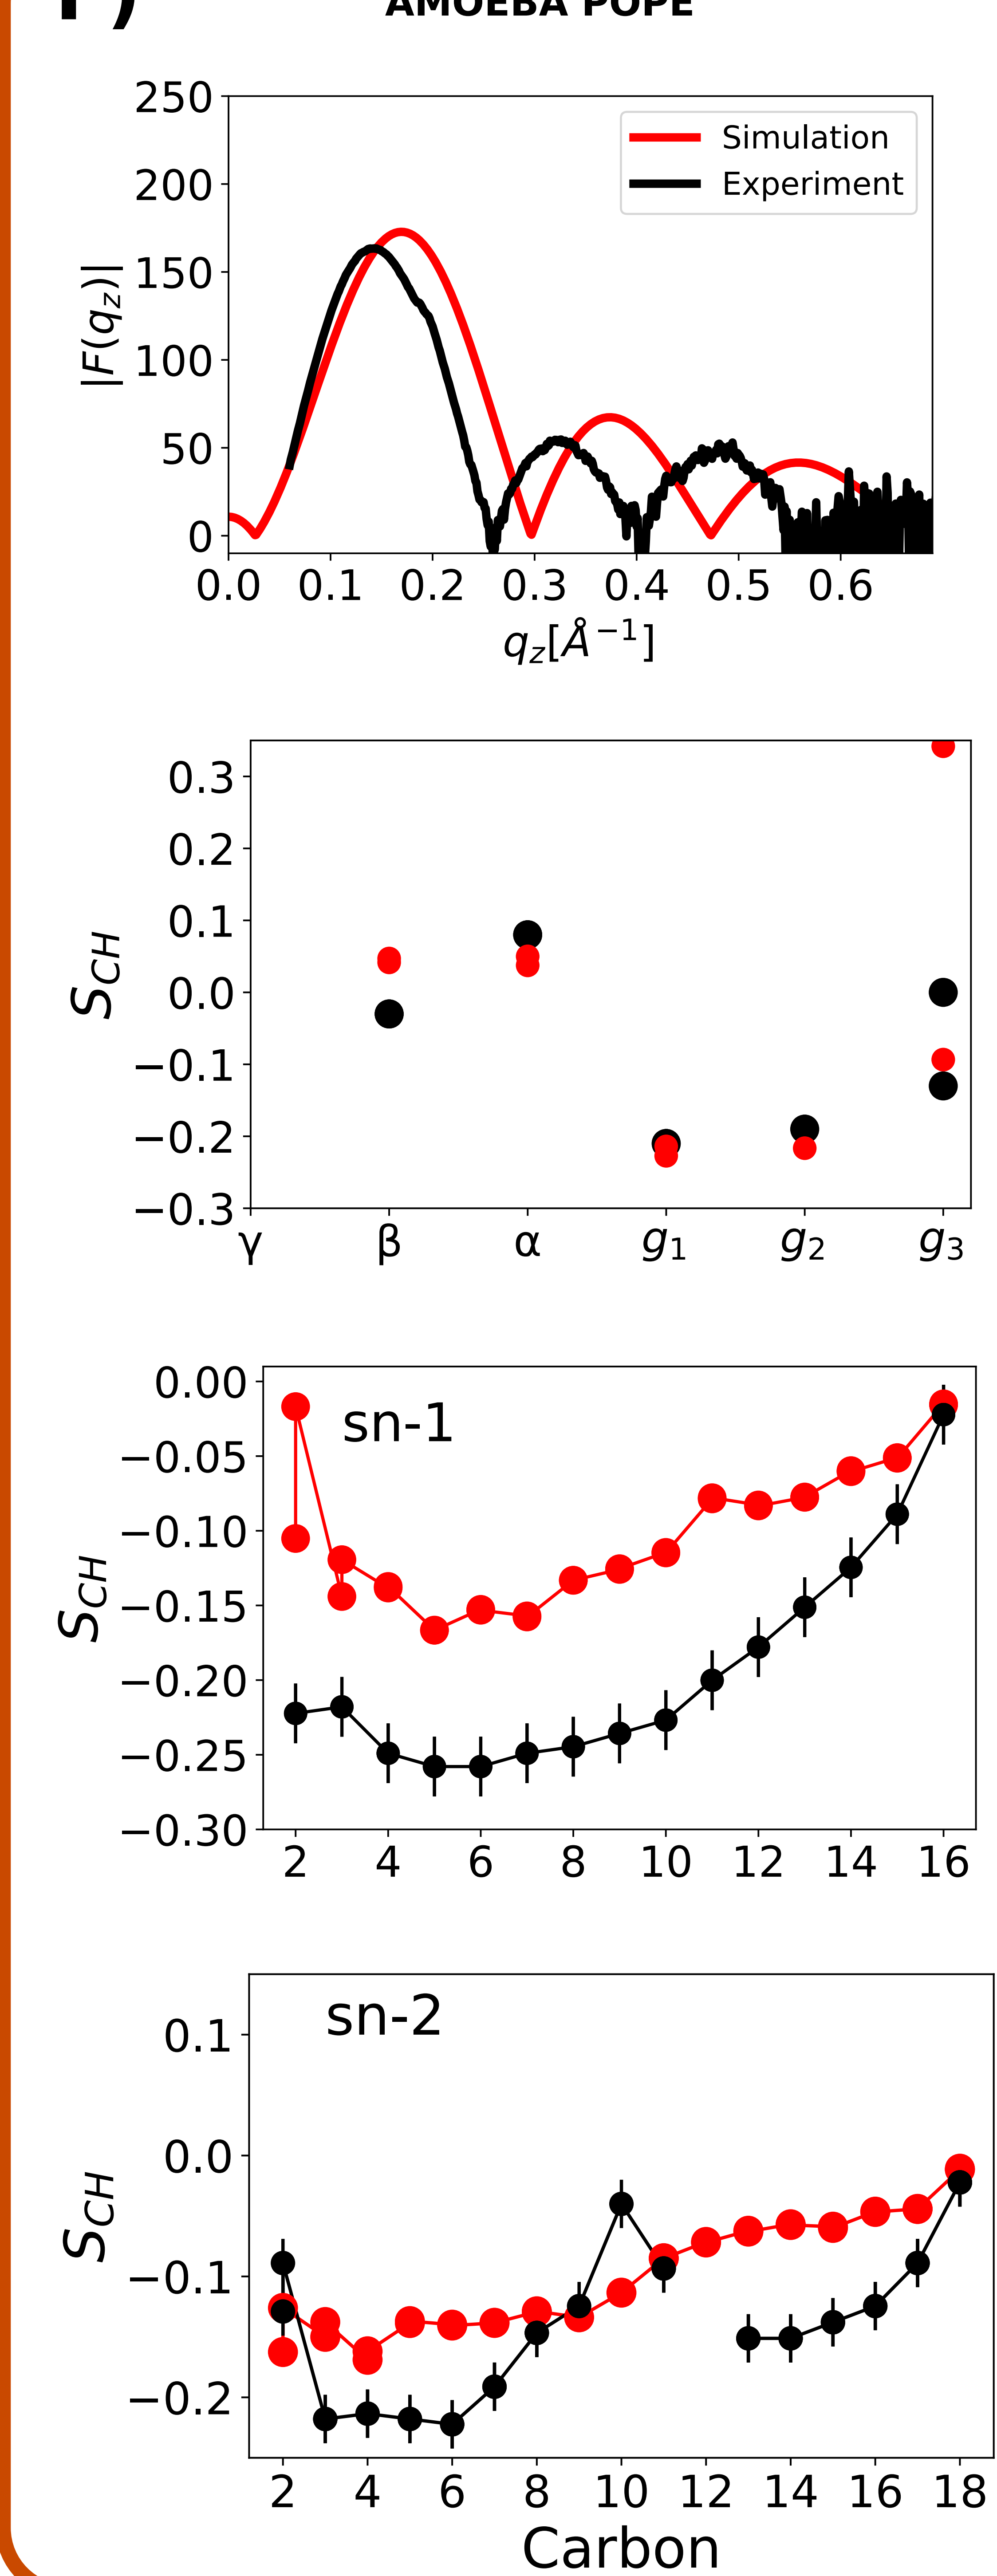 F)
AMOEBA POPE
250
200
150
100
50
0
|F(q_z)|
Simulation
Experiment
0.0 0.1 0.2 0.3 0.4 0.5 0.6
q_z[Å⁻¹]
0.3
0.2
0.1
0.0
−0.1
−0.2
−0.3
S_CH
γ β α g₁ g₂ g₃
0.00
−0.05
−0.10
−0.15
−0.20
−0.25
−0.30
S_CH
sn-1
2 4 6 8 10 12 14 16
0.1
0.0
−0.1
−0.2
S_CH
sn-2
2 4 6 8 10 12 14 16 18
Carbon